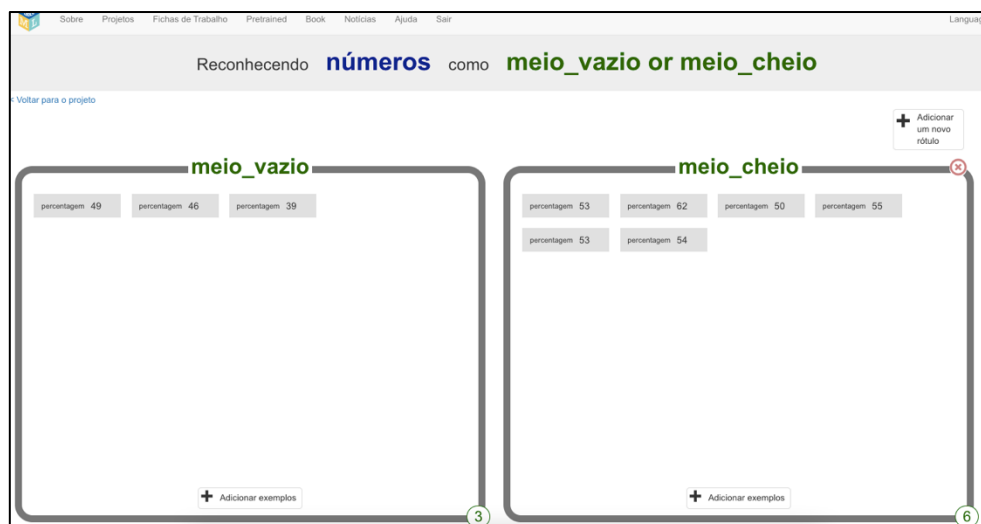 Sobre Projetos Fichas de Trabalho Pretrained Book Notícias Ajuda Sair Languag
Reconhecendo números como meio_vazio or meio_cheio
< Voltar para o projeto
Adicionar
um novo
rótulo
meio_vazio
percentagem 49 percentagem 46 percentagem 39
Adicionar exemplos
3
meio_cheio
percentagem 53 percentagem 62 percentagem 50 percentagem 55
percentagem 53 percentagem 54
Adicionar exemplos
6